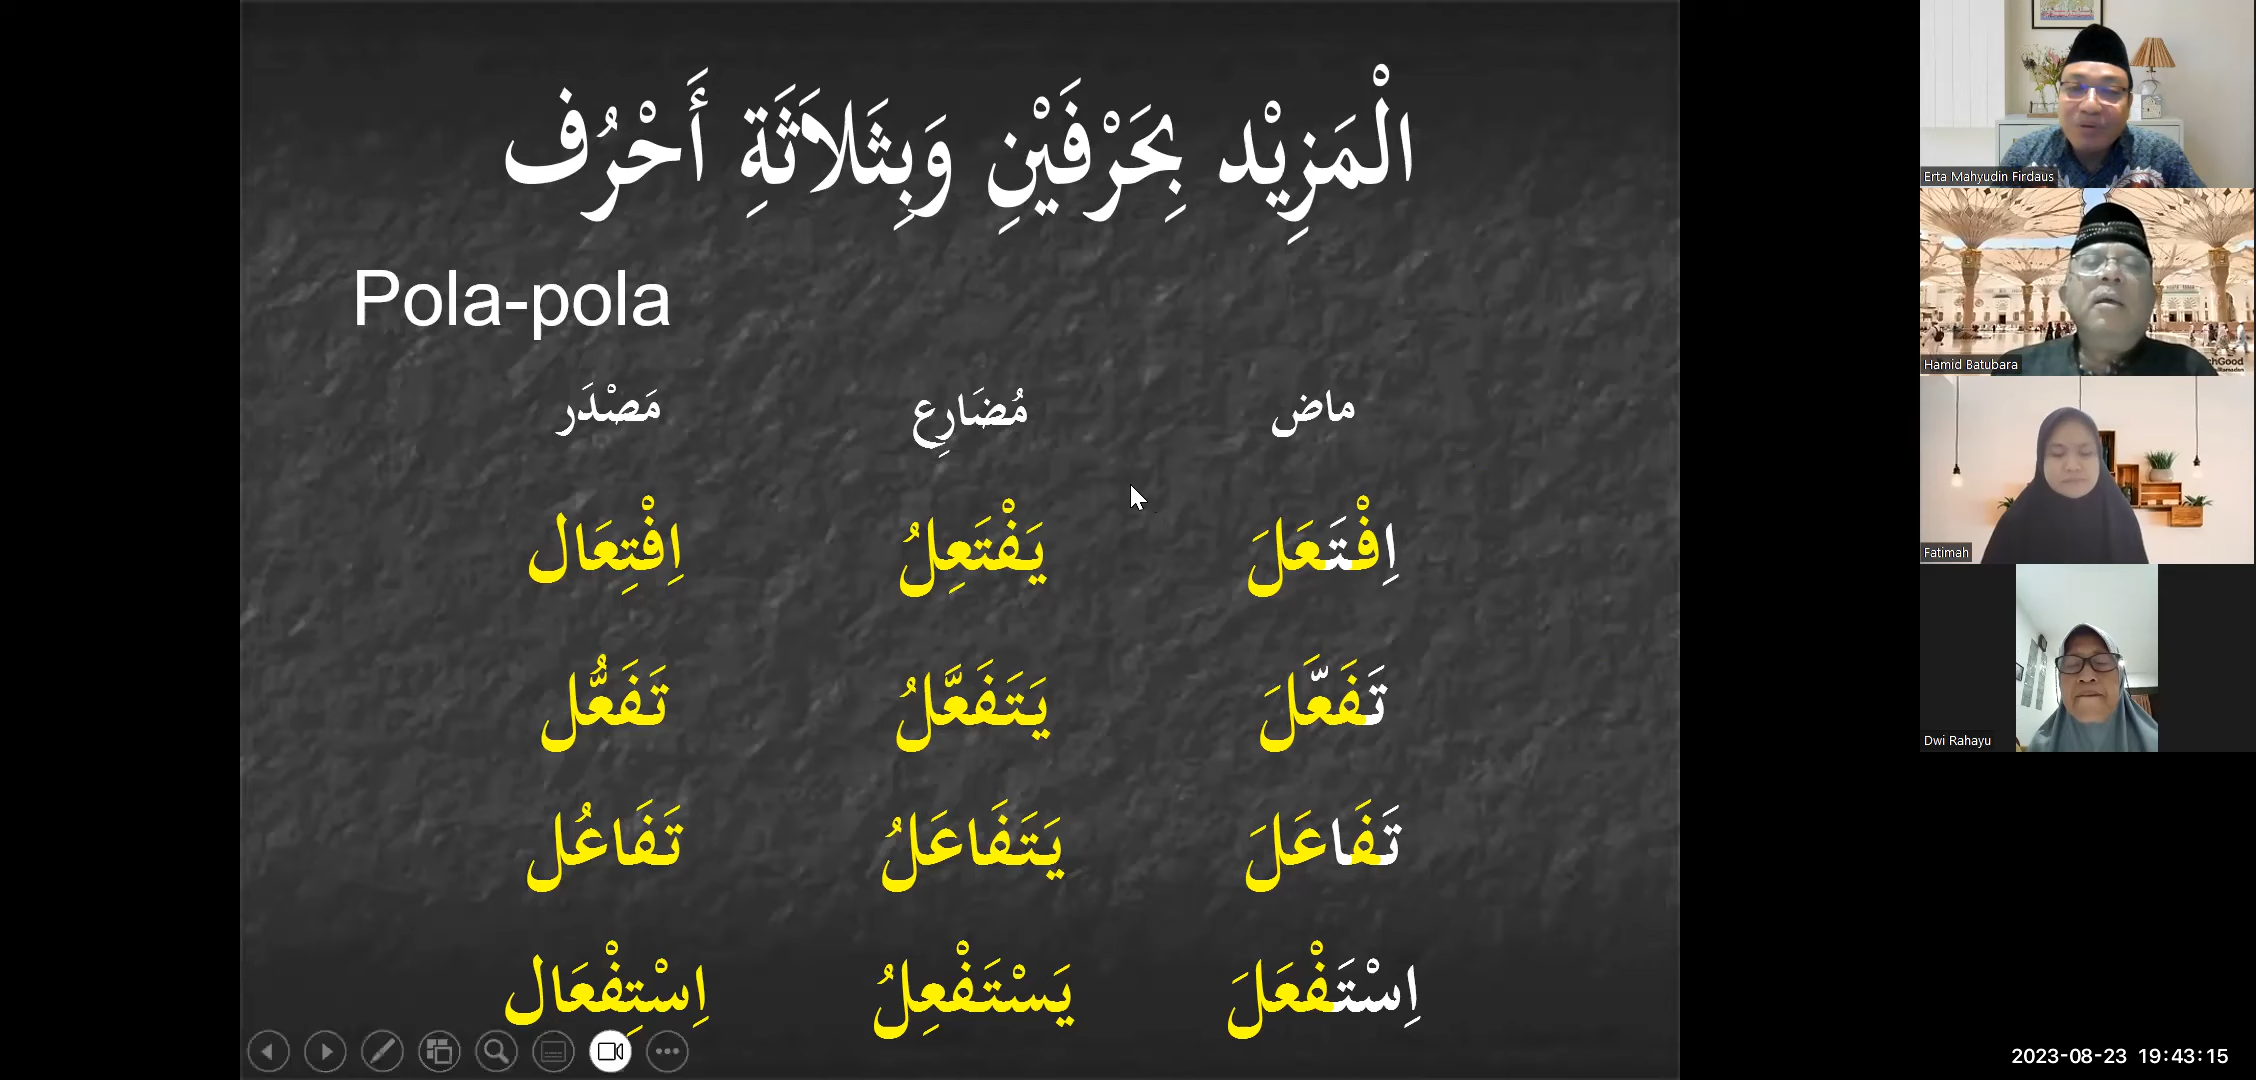 الْمَزِيْد بِحَرْفَيْنِ وَبِثَلاَثَةِ أَحْرُف
Pola-pola
ماض مُضَارِع مَصْدَر
اِفْتَعَلَ يَفْتَعِلُ اِفْتِعَال
تَفَعَّلَ يَتَفَعَّلُ تَفَعُّل
تَفَاعَلَ يَتَفَاعَلُ تَفَاعُل
اِسْتَفْعَلَ يَسْتَفْعِلُ اِسْتِفْعَال
Erta Mahyudin Firdaus
Hamid Batubara
Fatimah
Dwi Rahayu
2023-08-23 19:43:15